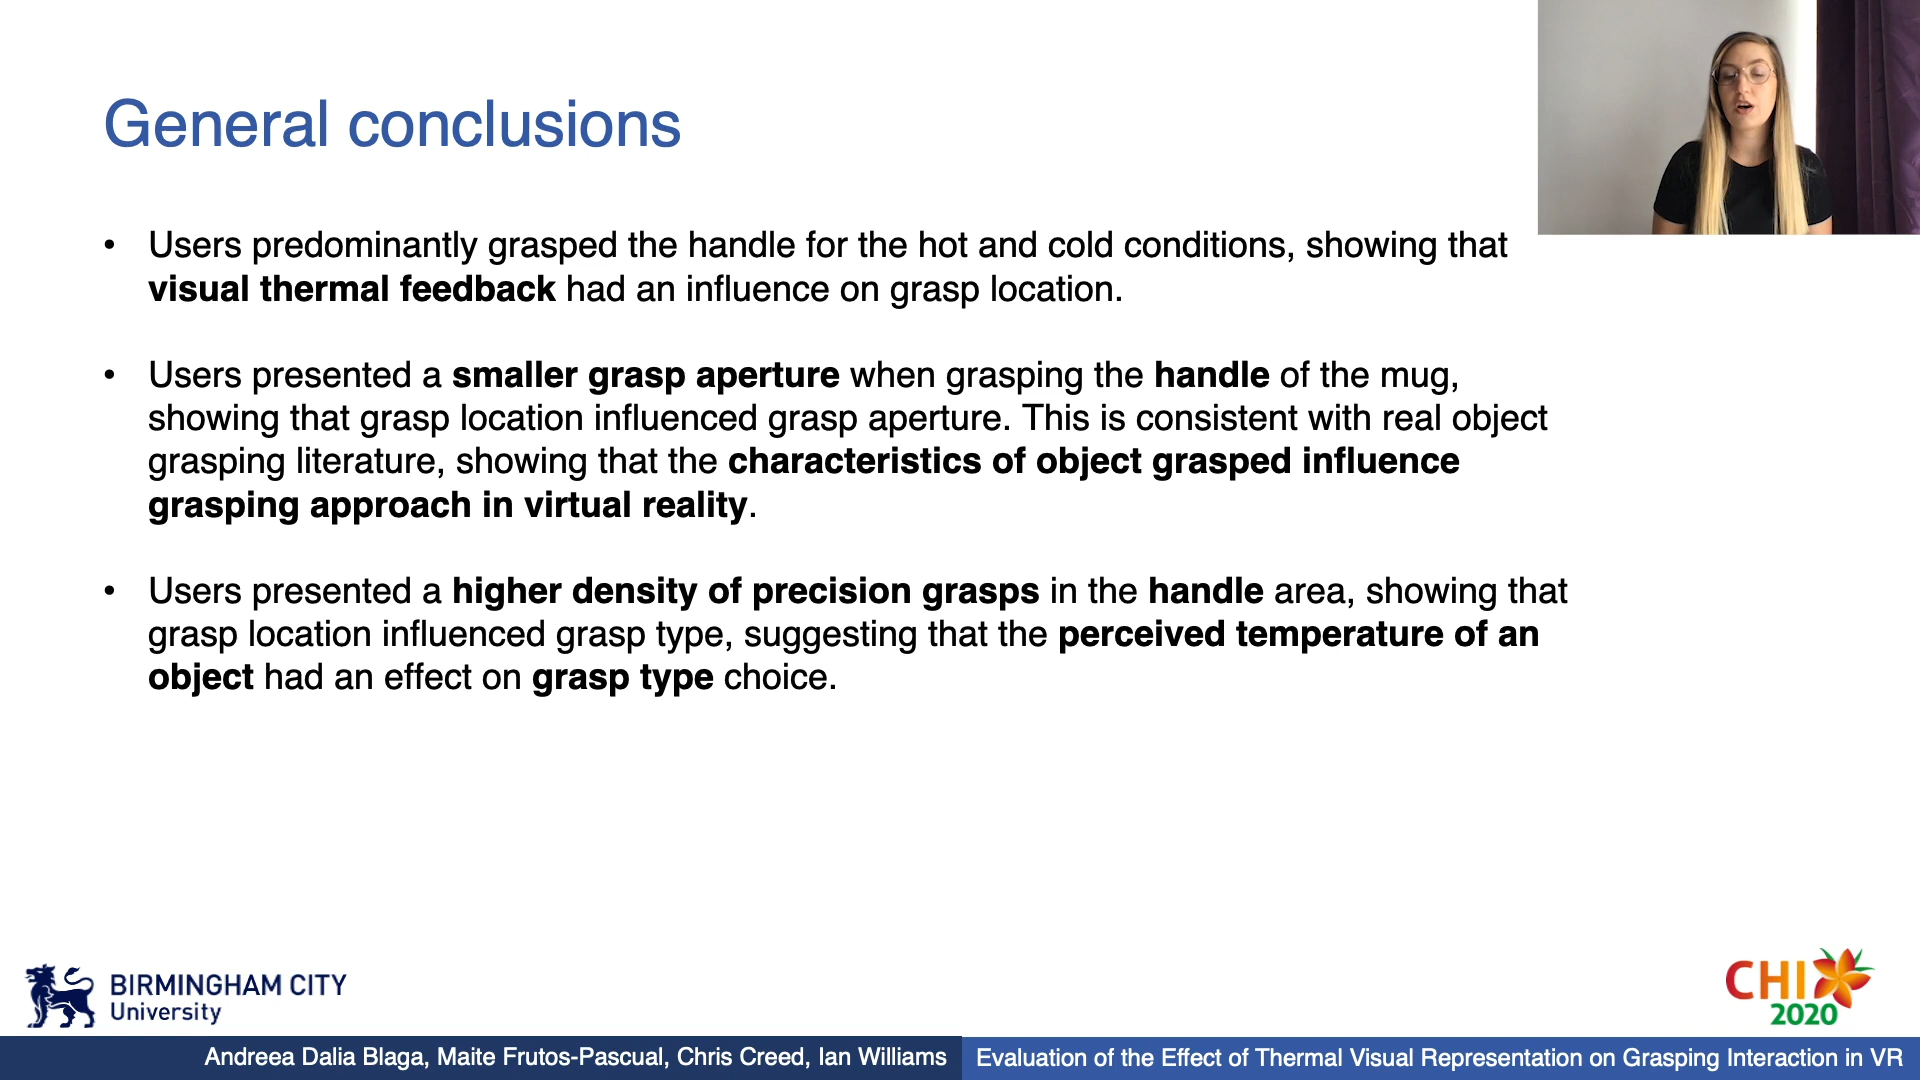 General conclusions
• Users predominantly grasped the handle for the hot and cold conditions, showing that
visual thermal feedback had an influence on grasp location.
• Users presented a smaller grasp aperture when grasping the handle of the mug,
showing that grasp location influenced grasp aperture. This is consistent with real object
grasping literature, showing that the characteristics of object grasped influence
grasping approach in virtual reality.
• Users presented a higher density of precision grasps in the handle area, showing that
grasp location influenced grasp type, suggesting that the perceived temperature of an
object had an effect on grasp type choice.
BIRMINGHAM CITY
University
CHI
2020
Andreea Dalia Blaga, Maite Frutos-Pascual, Chris Creed, Ian Williams
Evaluation of the Effect of Thermal Visual Representation on Grasping Interaction in VR